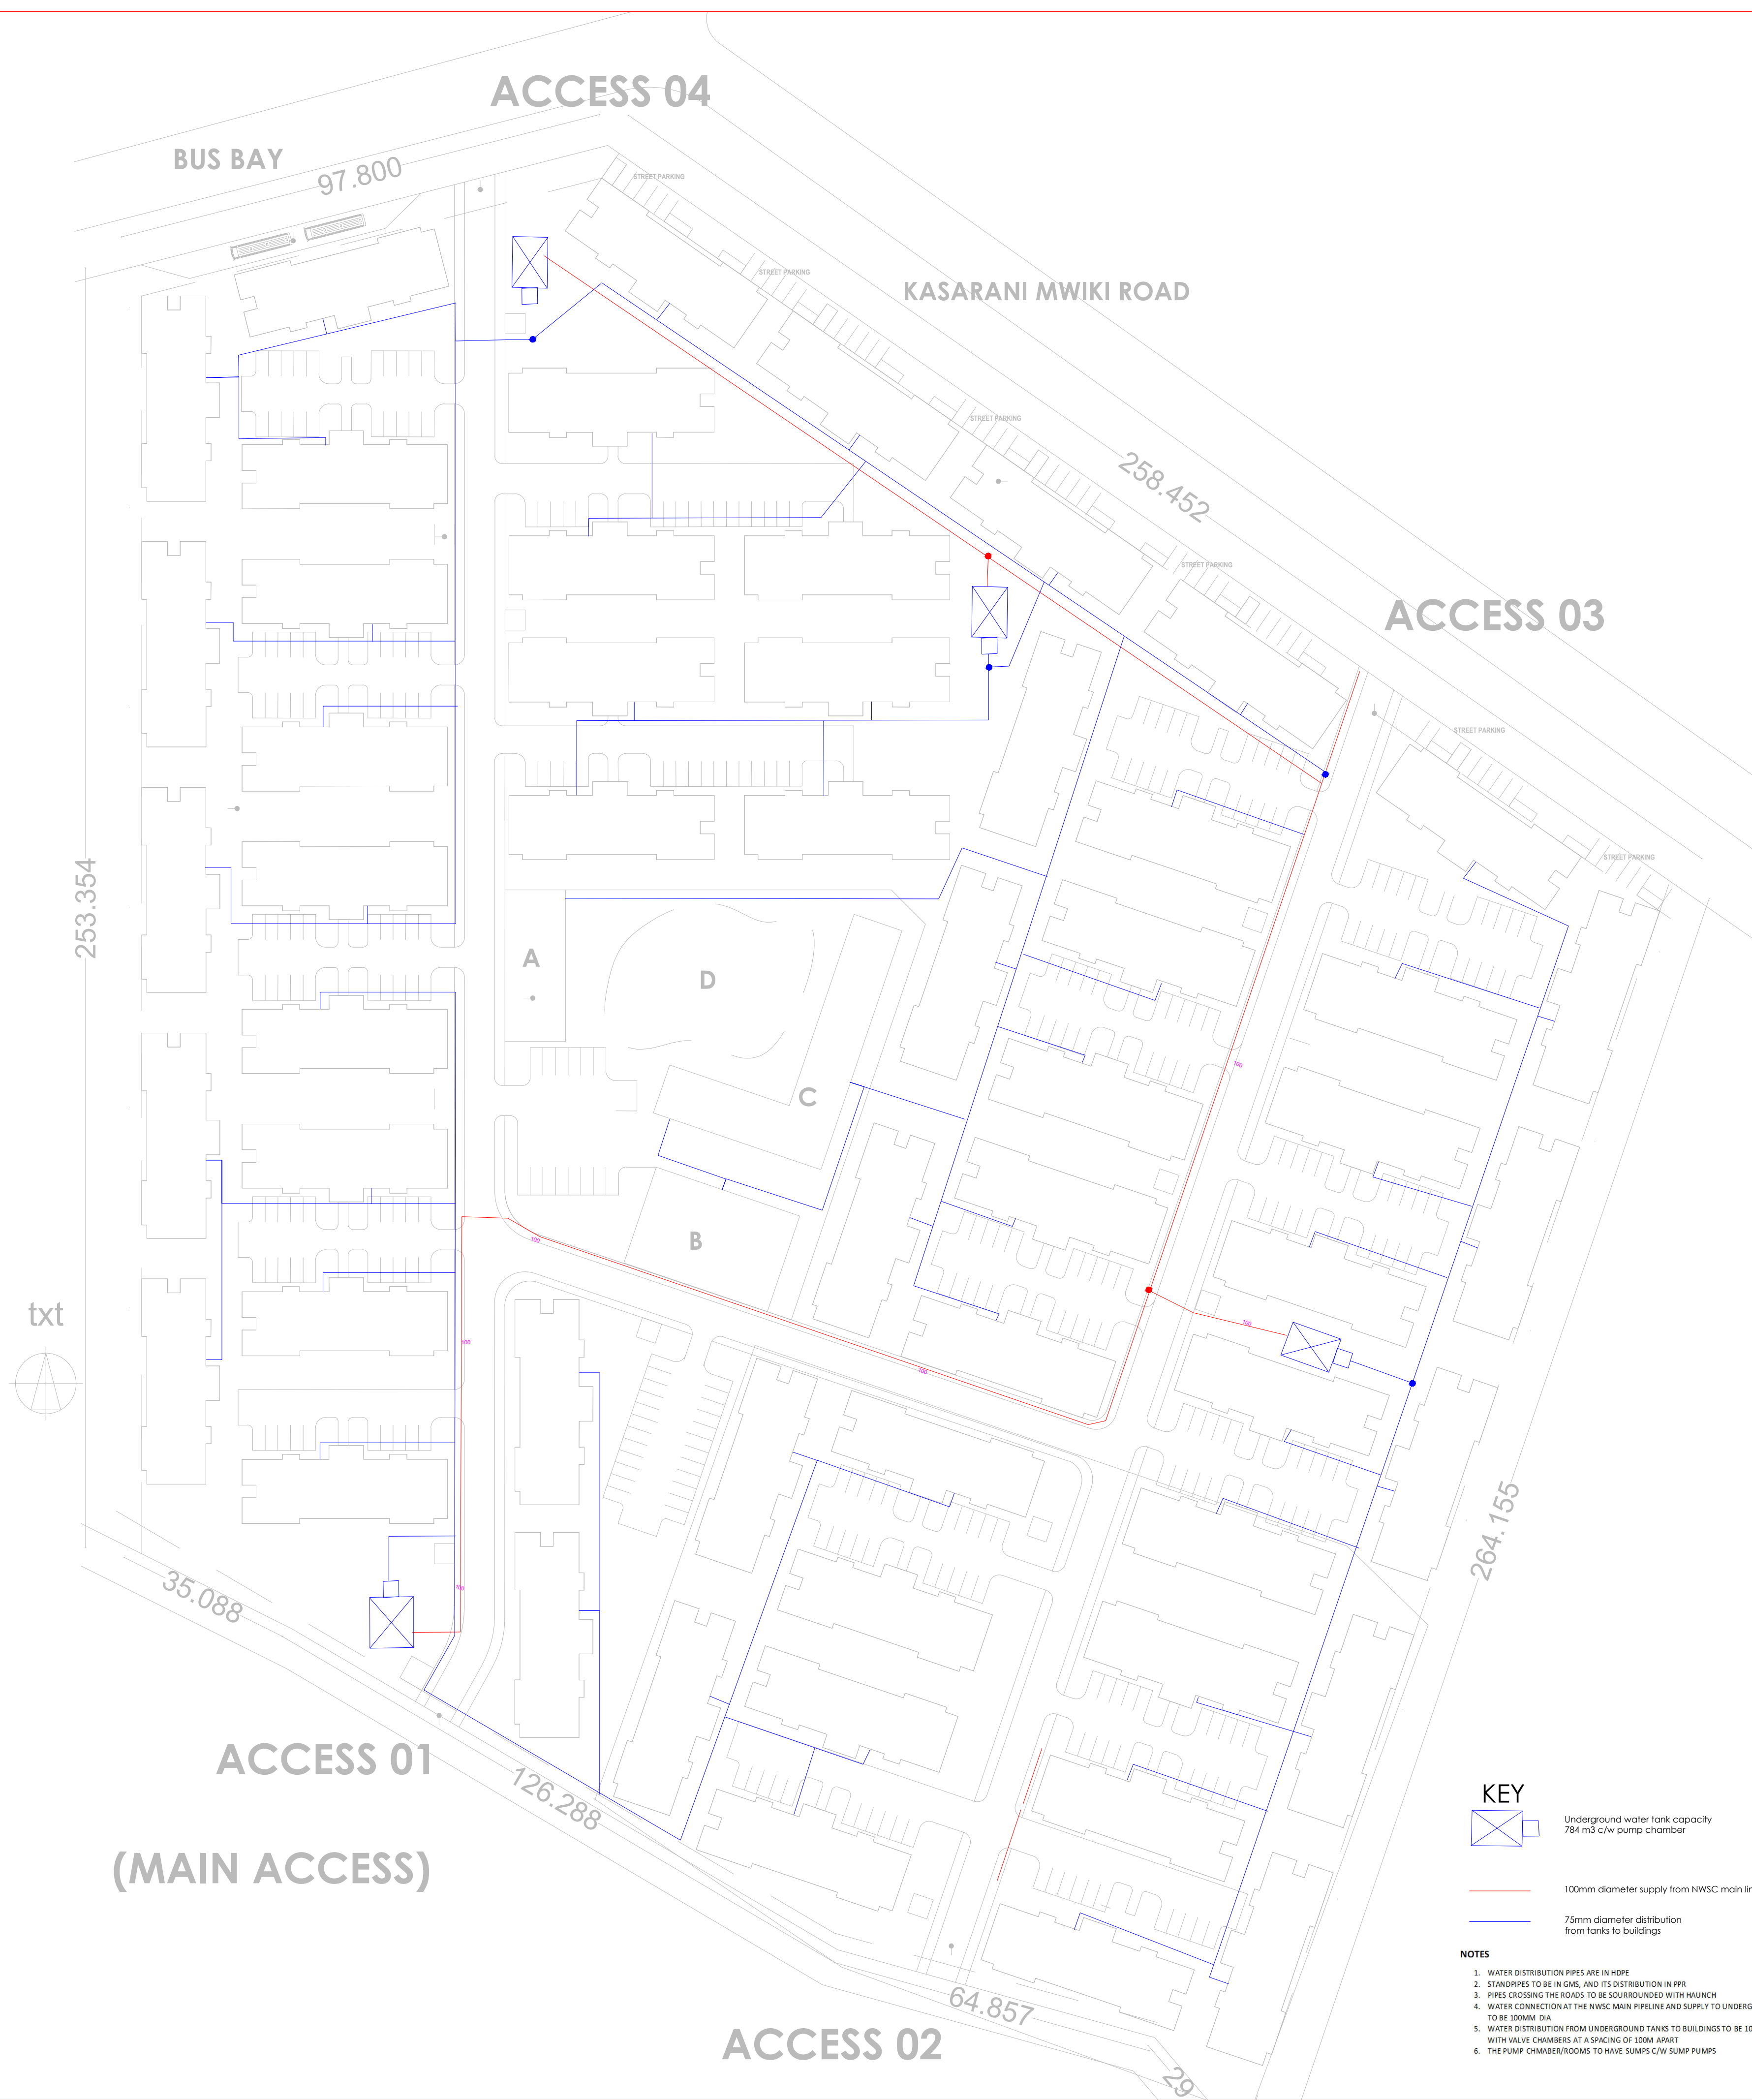 ACCESS 04
BUS BAY
97.800
STREET PARKING
STREET PARKING
KASARANI MWIKI ROAD
STREET PARKING
258.452
STREET PARKING
ACCESS 03
STREET PARKING
STREET PARKING
253.354
A
D
100
C
B
100
txt
100
100
100
264.155
35.088
100
ACCESS 01
126.288
(MAIN ACCESS)
64.857
ACCESS 02
29
KEY
Underground water tank capacity
784 m3 c/w pump chamber
100mm diameter supply from NWSC main
75mm diameter distribution
from tanks to buildings
NOTES
1. WATER DISTRIBUTION PIPES ARE IN HDPE
2. STANDPIPES TO BE IN GMS, AND ITS DISTRIBUTION IN PPR
3. PIPES CROSSING THE ROADS TO BE SOURROUNDED WITH HAUNCH
4. WATER CONNECTION AT THE NWSC MAIN PIPELINE AND SUPPLY TO
TO BE 100MM DIA
5. WATER DISTRIBUTION FROM UNDERGROUND TANKS TO BUILDINGS TO BE
WITH VALVE CHAMBERS AT A SPACING OF 100M APART
6. THE PUMP CHMABER/ROOMS TO HAVE SUMPS C/W SUMP PUMPS